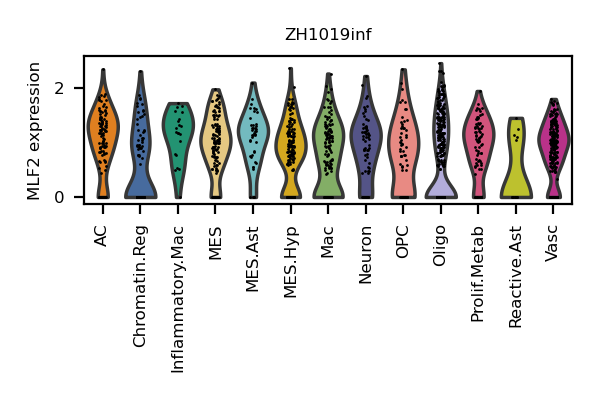 ZH1019inf
MLF2 expression
2
0
AC
Chromatin.Reg
Inflammatory.Mac
MES
MES.Ast
MES.Hyp
Mac
Neuron
OPC
Oligo
Prolif.Metab
Reactive.Ast
Vasc